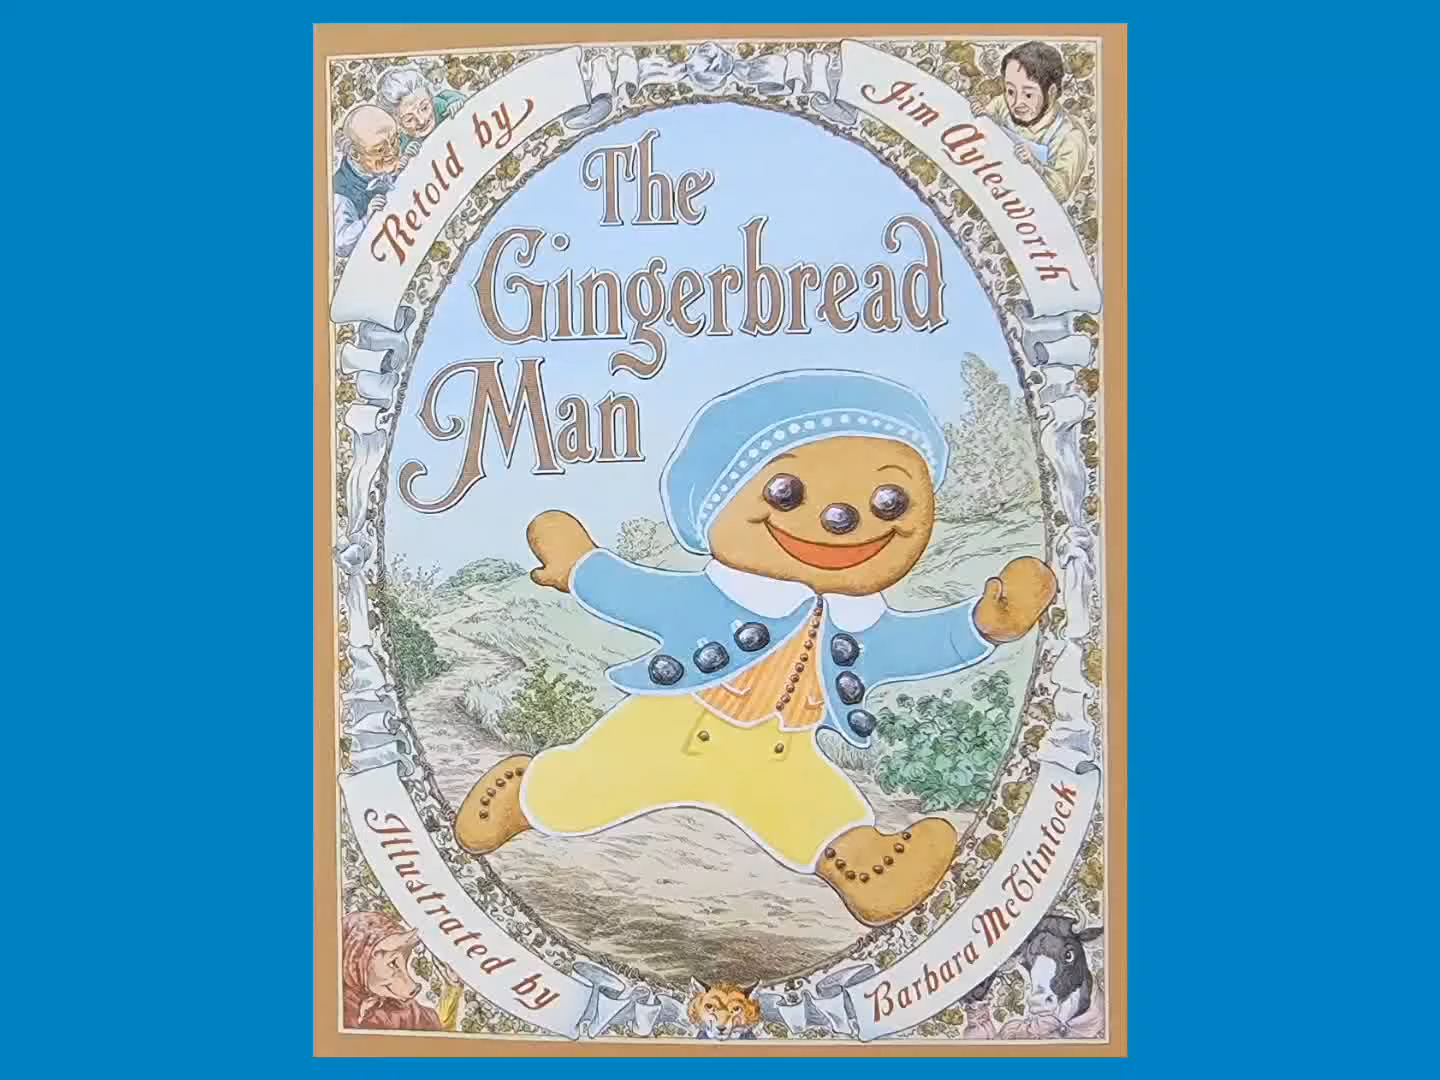 Retold by
Jim Aylesworth
The
Gingerbread
Man
Illustrated by
Barbara McClintock